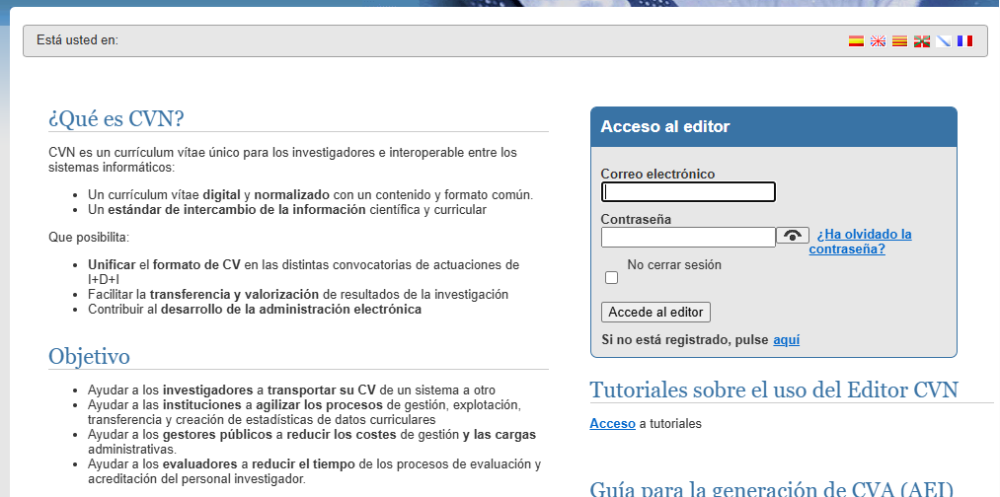 Está usted en:
¿Qué es CVN?
CVN es un currículum vítae único para los investigadores e interoperable entre los
sistemas informáticos:
Un currículum vítae digital y normalizado con un contenido y formato común.
Un estándar de intercambio de la información científica y curricular
Que posibilita:
Unificar el formato de CV en las distintas convocatorias de actuaciones de
I+D+I
Facilitar la transferencia y valorización de resultados de la investigación
Contribuir al desarrollo de la administración electrónica
Objetivo
Ayudar a los investigadores a transportar su CV de un sistema a otro
Ayudar a las instituciones a agilizar los procesos de gestión, explotación,
transferencia y creación de estadísticas de datos curriculares
Ayudar a los gestores públicos a reducir los costes de gestión y las cargas
administrativas.
Ayudar a los evaluadores a reducir el tiempo de los procesos de evaluación y
acreditación del personal investigador.
Acceso al editor
Correo electrónico
Contraseña
¿Ha olvidado la
contraseña?
No cerrar sesión
Accede al editor
Si no está registrado, pulse aquí
Tutoriales sobre el uso del Editor CVN
Acceso a tutoriales
Guía para la generación de CVA (AEI)